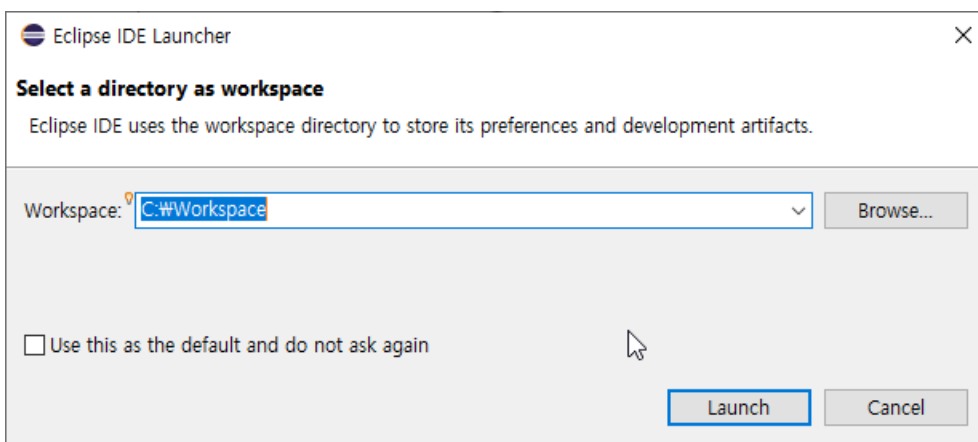 Eclipse IDE Launcher
Select a directory as workspace
Eclipse IDE uses the workspace directory to store its preferences and development artifacts.
Workspace: C:₩Workspace Browse...
Use this as the default and do not ask again
Launch Cancel